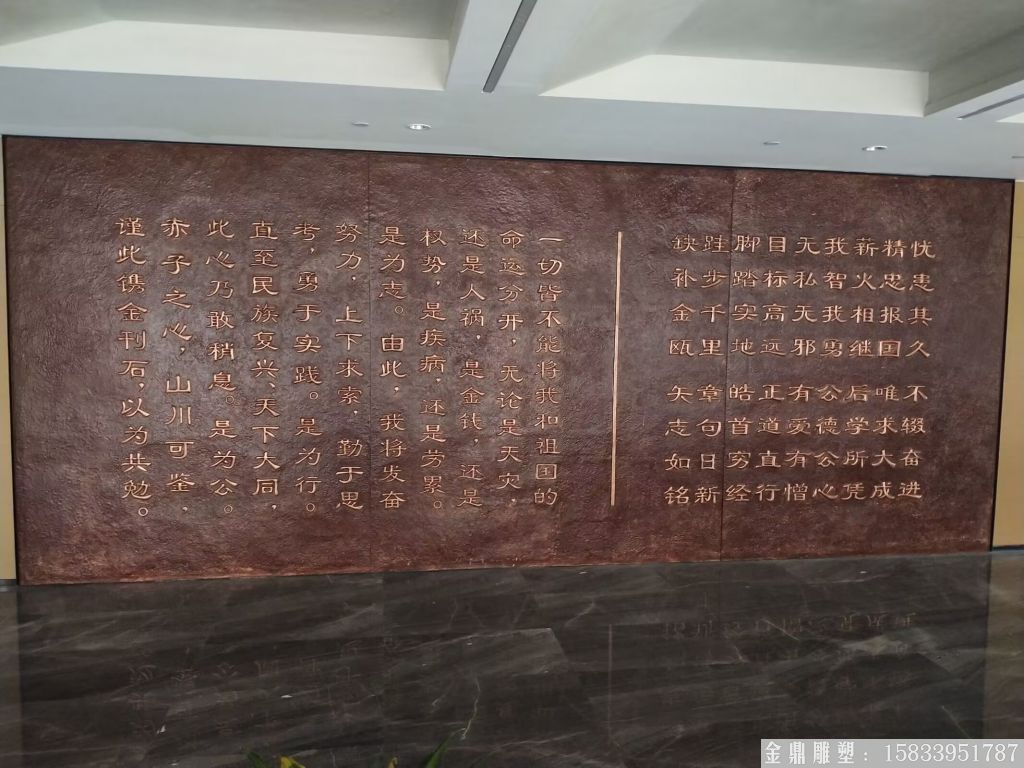 忧患其久 不辍奋进
精忠报国 唯求大成
薪火相继 后学所凭
我智我勇 公德公心
无私无邪 有爱有憎
目标高远 正道直行
脚踏实地 皓首穷经
跬步千里 章句日新
缺补金瓯 矢志如铭
一切皆不能将我和祖国的
命运分开，无论是天灾，
还是人祸，是金钱，还是
权势，是疾病，还是劳累。
是为志。由此，我将发奋
努力，上下求索，勤于思
考，勇于实践。是为行。
直至民族复兴、天下大同，
此心乃敢稍息。是为公。
赤子之心，山川可鉴，
谨此镌金刊石，以为共勉。
金鼎雕塑：15833951787